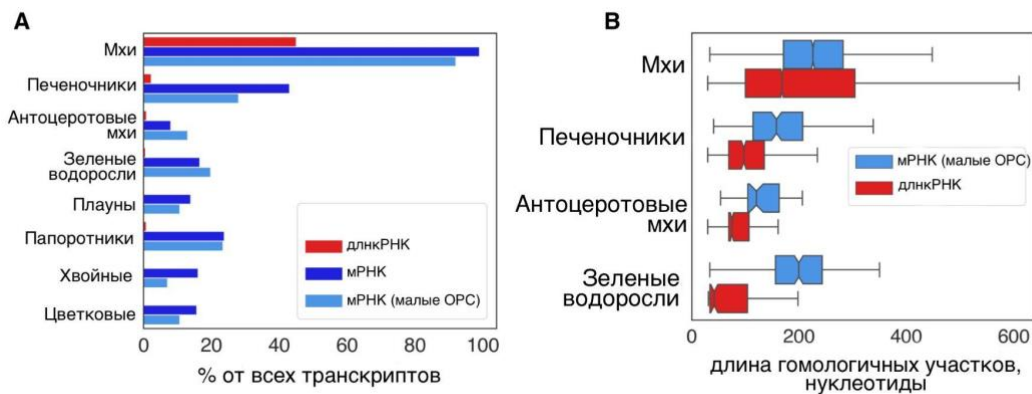 A
Мхи
Печеночники
Антоцеротовые
мхи
Зеленые
водоросли
Плауны
Папоротники
Хвойные
Цветковые
длнкРНК
мРНК
мРНК (малые ОРС)
0 20 40 60 80 100
% от всех транскриптов
B
Мхи
Печеночники
Антоцеротовые
мхи
Зеленые
водоросли
мРНК (малые ОРС)
длнкРНК
0 200 400 600
длина гомологичных участков,
нуклеотиды